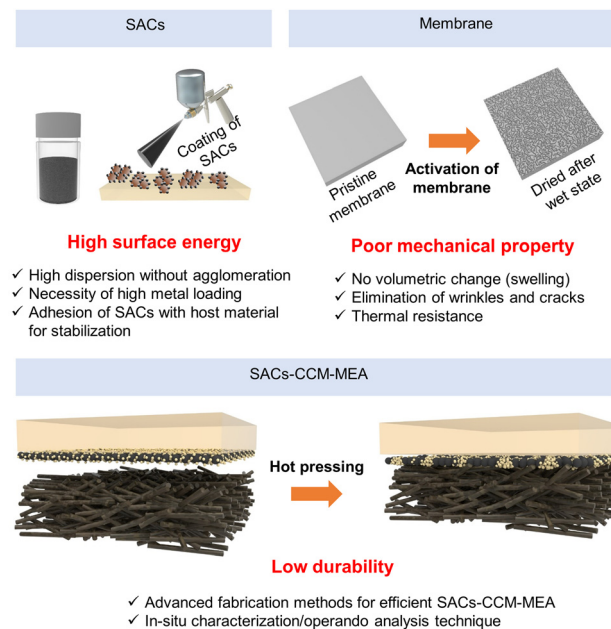 SACs
Coating of
SACs
High surface energy
✓ High dispersion without agglomeration
✓ Necessity of high metal loading
✓ Adhesion of SACs with host material
for stabilization
Membrane
Pristine
membrane
Activation of
membrane
Dried after
wet state
Poor mechanical property
✓ No volumetric change (swelling)
✓ Elimination of wrinkles and cracks
✓ Thermal resistance
SACs-CCM-MEA
Hot pressing
Low durability
✓ Advanced fabrication methods for efficient SACs-CCM-MEA
✓ In-situ characterization/operando analysis technique